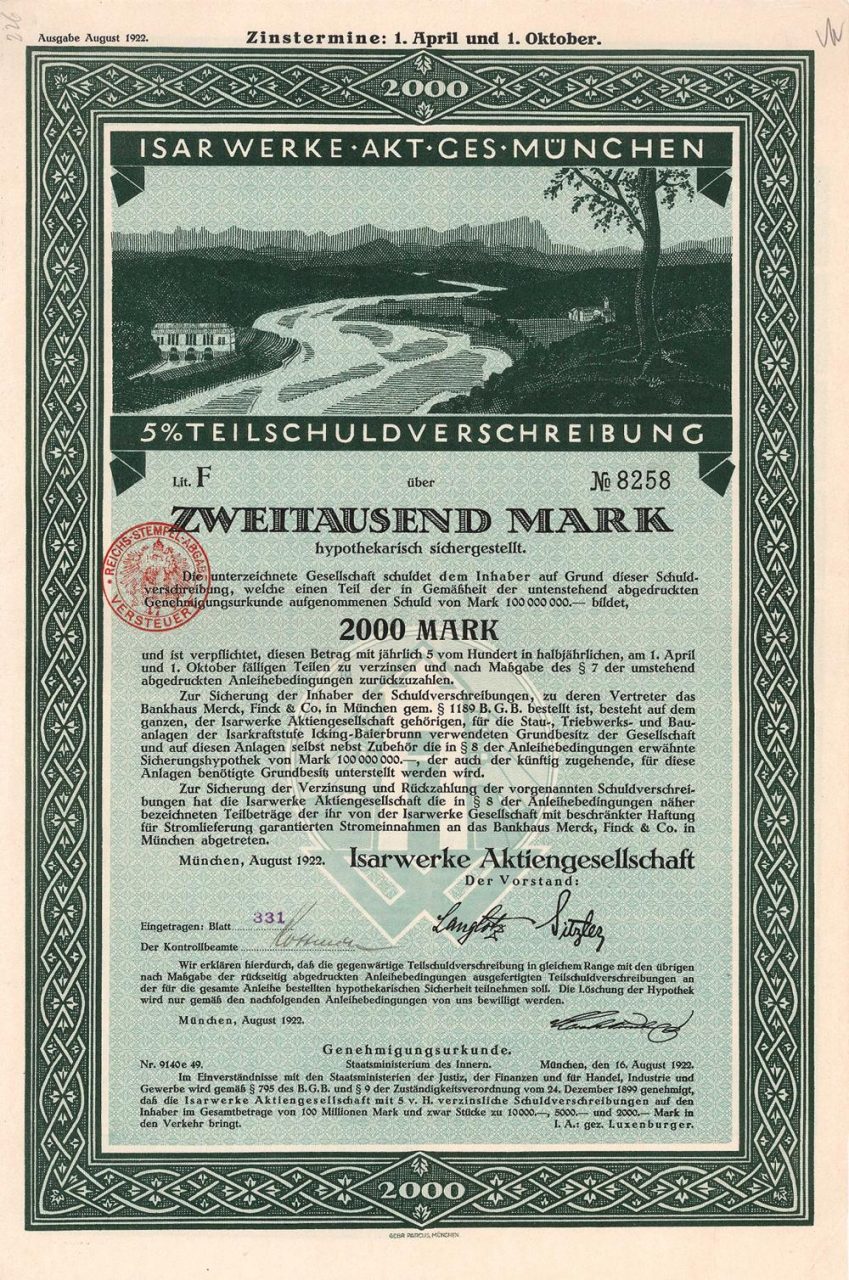 226
Ausgabe August 1922.
Zinstermine: 1. April und 1. Oktober.
2000
ISARWERKE·AKT·GES·MÜNCHEN
5% TEILSCHULDVERSCHREIBUNG
Lit. F über № 8258
ZWEITAUSEND MARK
hypothekarisch sichergestellt.
REICHS-STEMPEL-ABGABE
VERSTEUERT
Die unterzeichnete Gesellschaft schuldet dem Inhaber auf Grund dieser Schuld-
verschreibung, welche einen Teil der in Gemäßheit der untenstehend abgedruckten
Genehmigungsurkunde aufgenommenen Schuld von Mark 100 000 000.— bildet,
2000 MARK
und ist verpflichtet, diesen Betrag mit jährlich 5 vom Hundert in halbjährlichen, am 1. April
und 1. Oktober fälligen Teilen zu verzinsen und nach Maßgabe des § 7 der umstehend
abgedruckten Anleihebedingungen zurückzuzahlen.
Zur Sicherung der Inhaber der Schuldverschreibungen, zu deren Vertreter das
Bankhaus Merck, Finck & Co. in München gem. § 1189 B. G. B. bestellt ist, besteht auf dem
ganzen, der Isarwerke Aktiengesellschaft gehörigen, für die Stau-, Triebwerks- und Bau-
anlagen der Isarkraftstufe Icking-Baierbrunn verwendeten Grundbesitz der Gesellschaft
und auf diesen Anlagen selbst nebst Zubehör die in § 8 der Anleihebedingungen erwähnte
Sicherungshypothek von Mark 100 000 000.—, der auch der künftig zugehende, für diese
Anlagen benötigte Grundbesitz unterstellt werden wird.
Zur Sicherung der Verzinsung und Rückzahlung der vorgenannten Schuldverschrei-
bungen hat die Isarwerke Aktiengesellschaft die in § 8 der Anleihebedingungen näher
bezeichneten Teilbeträge der ihr von der Isarwerke Gesellschaft mit beschränkter Haftung
für Stromlieferung garantierten Stromeinnahmen an das Bankhaus Merck, Finck & Co. in
München abgetreten.
München, August 1922. Isarwerke Aktiengesellschaft
Der Vorstand:
Langlotz Sitzler
Eingetragen: Blatt 331
Der Kontrollbeamte
Wir erklären hierdurch, daß die gegenwärtige Teilschuldverschreibung in gleichem Range mit den übrigen
nach Maßgabe der rückseitig abgedruckten Anleihebedingungen ausgefertigten Teilschuldverschreibungen an
der für die gesamte Anleihe bestellten hypothekarischen Sicherheit teilnehmen soll. Die Löschung der Hypothek
wird nur gemäß den nachfolgenden Anleihebedingungen von uns bewilligt werden.
München, August 1922.
Genehmigungsurkunde.
Nr. 9140 e 49. Staatsministerium des Innern. München, den 16. August 1922.
Im Einverständnisse mit den Staatsministerien der Justiz, der Finanzen und für Handel, Industrie und
Gewerbe wird gemäß § 795 des B. G. B. und § 9 der Zuständigkeitsverordnung vom 24. Dezember 1899 genehmigt,
daß die Isarwerke Aktiengesellschaft mit 5 v. H. verzinsliche Schuldverschreibungen auf den
Inhaber im Gesamtbetrage von 100 Millionen Mark und zwar Stücke zu 10000.—, 5000.— und 2000.— Mark in
den Verkehr bringt. I. A.: gez. Luxenburger.
2000
GEBR. PARCUS, MÜNCHEN